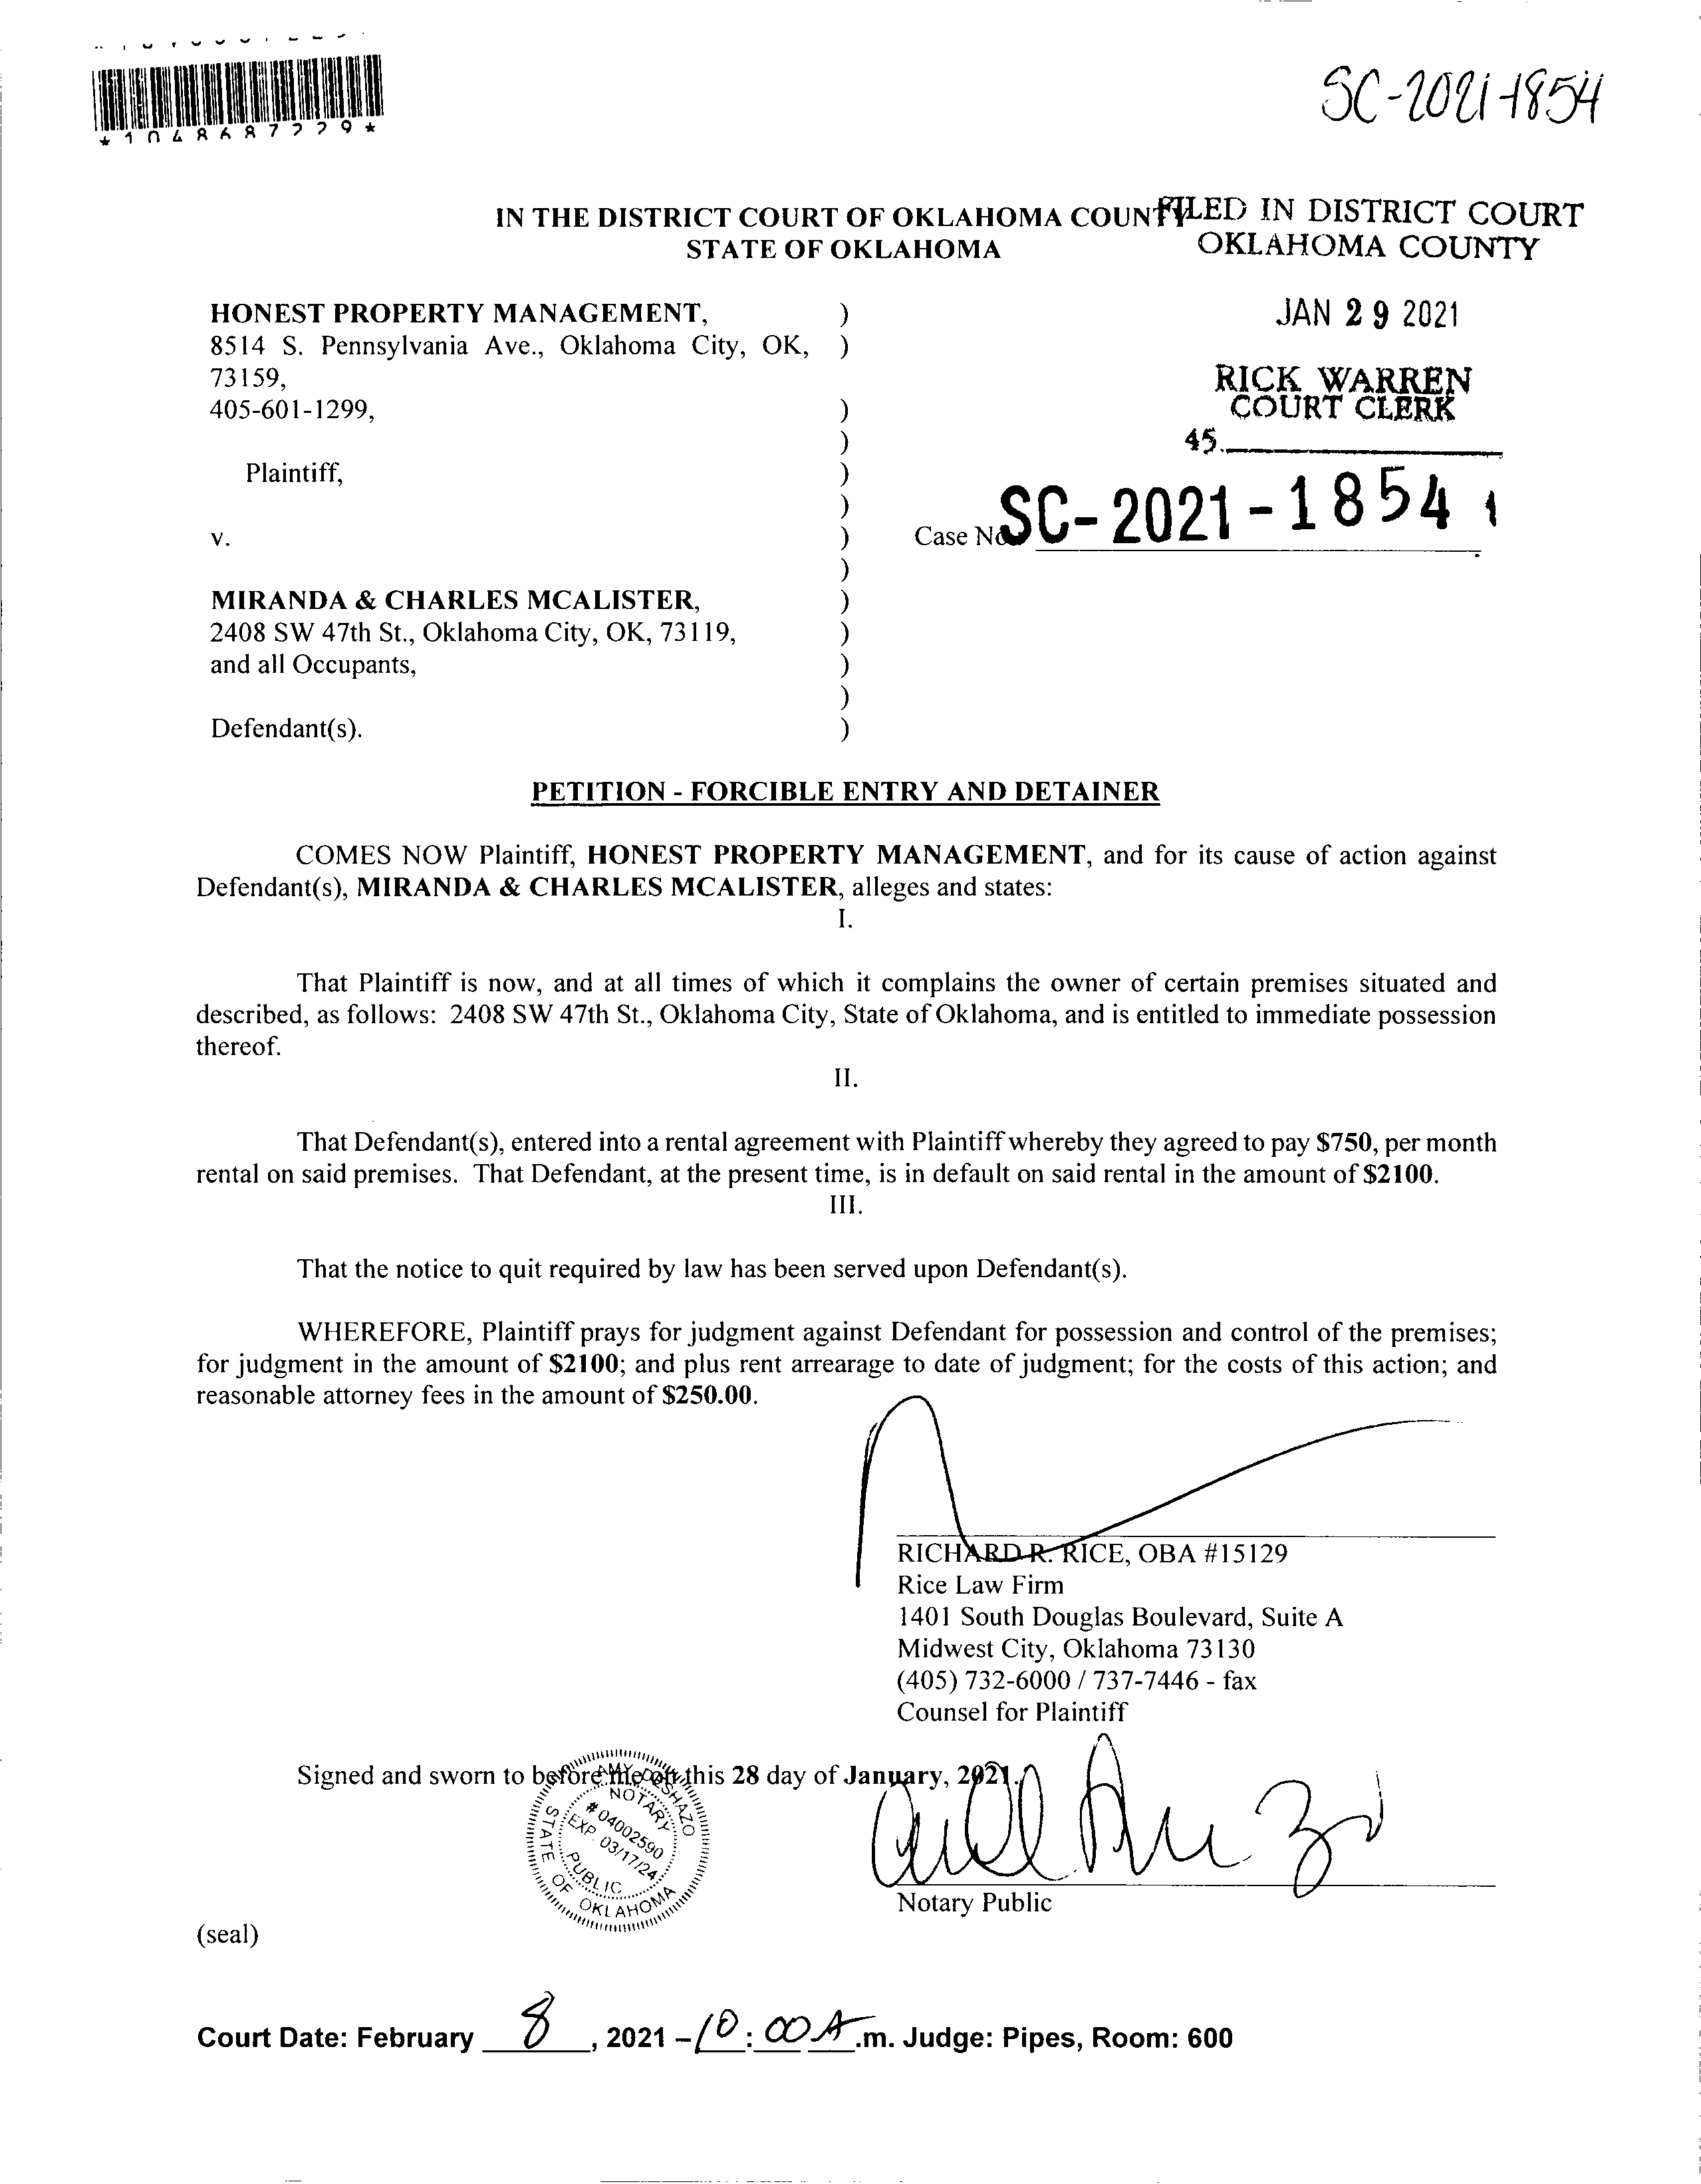 *1048687229*
SC-2021-1854
IN THE DISTRICT COURT OF OKLAHOMA COUNTY
STATE OF OKLAHOMA
FILED IN DISTRICT COURT
OKLAHOMA COUNTY
JAN 29 2021
RICK WARREN
COURT CLERK
45.
HONEST PROPERTY MANAGEMENT, )
8514 S. Pennsylvania Ave., Oklahoma City, OK, )
73159,
405-601-1299, )
)
Plaintiff, )
)
v. ) Case No. SC-2021-1854
)
MIRANDA & CHARLES MCALISTER, )
2408 SW 47th St., Oklahoma City, OK, 73119, )
and all Occupants, )
)
Defendant(s). )
PETITION - FORCIBLE ENTRY AND DETAINER
COMES NOW Plaintiff, HONEST PROPERTY MANAGEMENT, and for its cause of action against
Defendant(s), MIRANDA & CHARLES MCALISTER, alleges and states:
I.
That Plaintiff is now, and at all times of which it complains the owner of certain premises situated and
described, as follows: 2408 SW 47th St., Oklahoma City, State of Oklahoma, and is entitled to immediate possession
thereof.
II.
That Defendant(s), entered into a rental agreement with Plaintiff whereby they agreed to pay $750, per month
rental on said premises. That Defendant, at the present time, is in default on said rental in the amount of $2100.
III.
That the notice to quit required by law has been served upon Defendant(s).
WHEREFORE, Plaintiff prays for judgment against Defendant for possession and control of the premises;
for judgment in the amount of $2100; and plus rent arrearage to date of judgment; for the costs of this action; and
reasonable attorney fees in the amount of $250.00.
RICHARD R. RICE, OBA #15129
Rice Law Firm
1401 South Douglas Boulevard, Suite A
Midwest City, Oklahoma 73130
(405) 732-6000 / 737-7446 - fax
Counsel for Plaintiff
Signed and sworn to before me on this 28 day of January, 2021.
AMY DESHAZO
NOTARY
# 04002590
EXP. 03/17/24
PUBLIC
STATE OF OKLAHOMA
Notary Public
(seal)
Court Date: February 8, 2021 - 10:00 A.m. Judge: Pipes, Room: 600